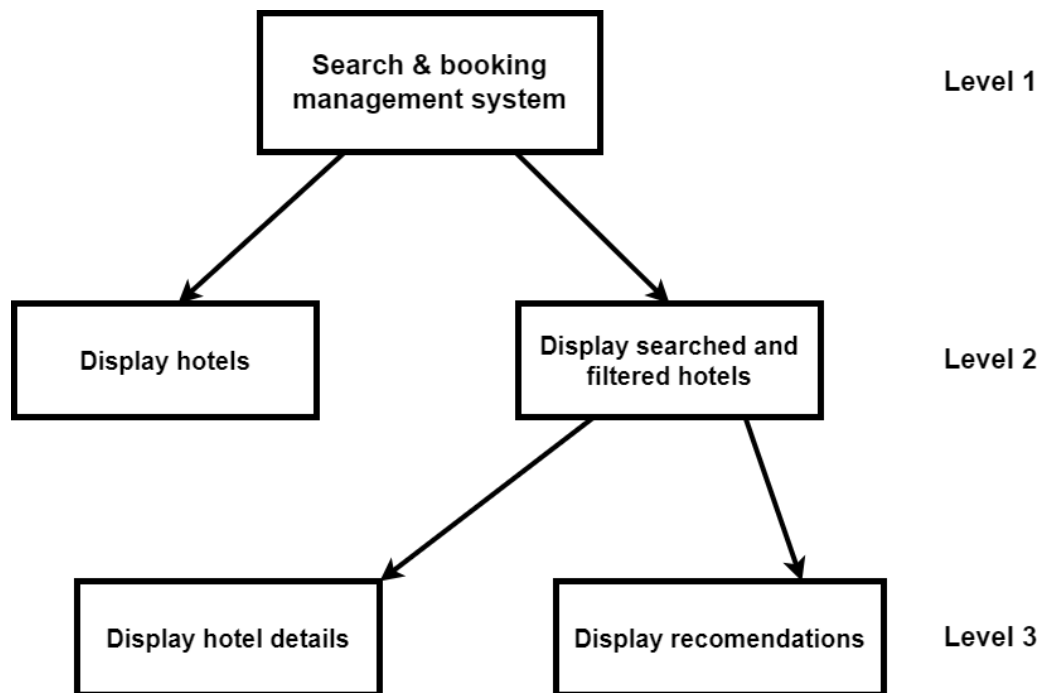 Search & booking
management system
Level 1
Display hotels
Display searched and
filtered hotels
Level 2
Display hotel details
Display recomendations
Level 3